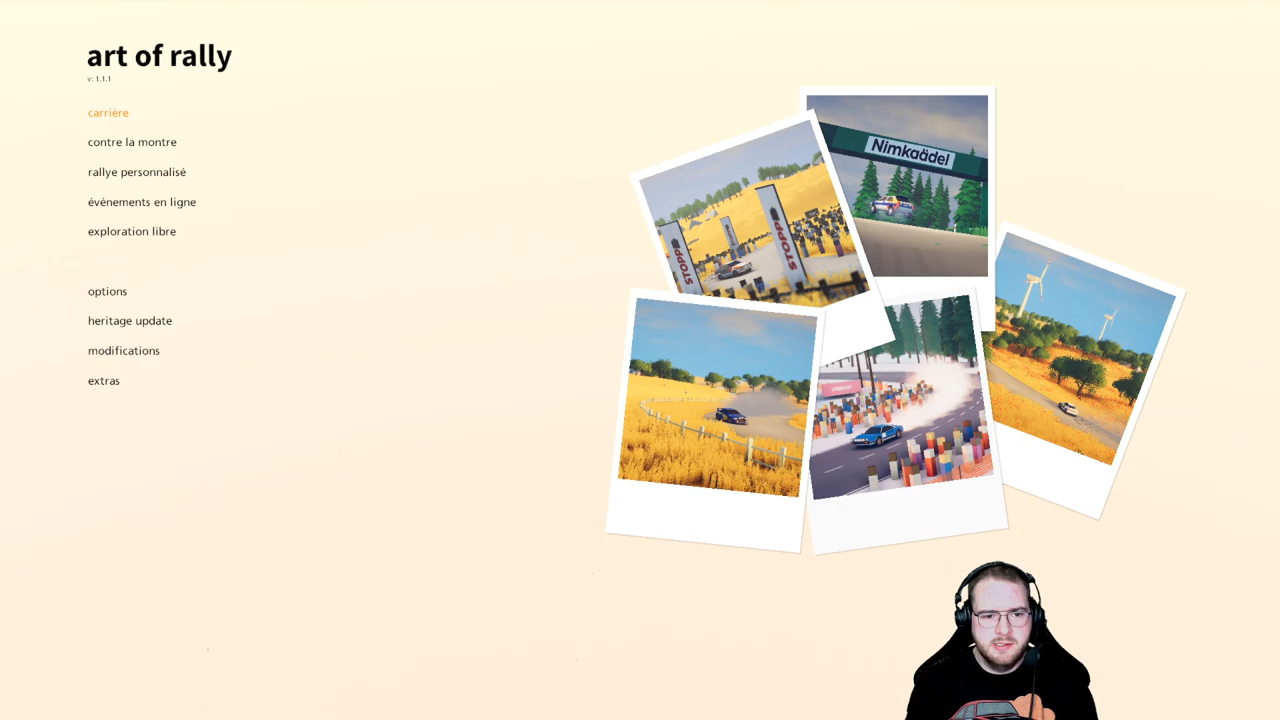 art of rally
v: 1.1.1
carrière
contre la montre
rallye personnalisé
événements en ligne
exploration libre
options
heritage update
modifications
extras
Nimkaädel
STOPP
STOPP